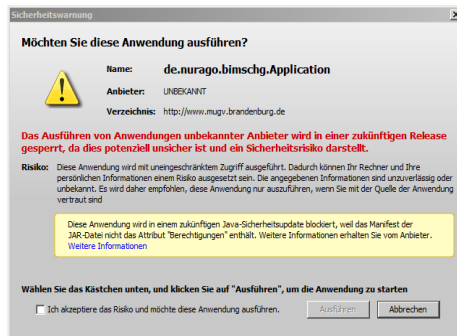 Sicherheitswarnung
Möchten Sie diese Anwendung ausführen?
Name: de.nurago.bimschg.Application
Anbieter: UNBEKANNT
Verzeichnis: http://www.mugv.brandenburg.de
Das Ausführen von Anwendungen unbekannter Anbieter wird in einer zukünftigen Release
gesperrt, da dies potenziell unsicher ist und ein Sicherheitsrisiko darstellt.
Risiko: Diese Anwendung wird mit uneingeschränktem Zugriff ausgeführt. Dadurch können Ihr Rechner und Ihre
persönlichen Informationen einem Risiko ausgesetzt sein. Die angegebenen Informationen sind unzuverlässig oder
unbekannt. Es wird daher empfohlen, diese Anwendung nur auszuführen, wenn Sie mit der Quelle der Anwendung
vertraut sind
Diese Anwendung wird in einem zukünftigen Java-Sicherheitsupdate blockiert, weil das Manifest der
JAR-Datei nicht das Attribut "Berechtigungen" enthält. Weitere Informationen erhalten Sie vom Anbieter.
Weitere Informationen
Wählen Sie das Kästchen unten, und klicken Sie auf "Ausführen", um die Anwendung zu starten
Ich akzeptiere das Risiko und möchte diese Anwendung ausführen.
Ausführen
Abbrechen